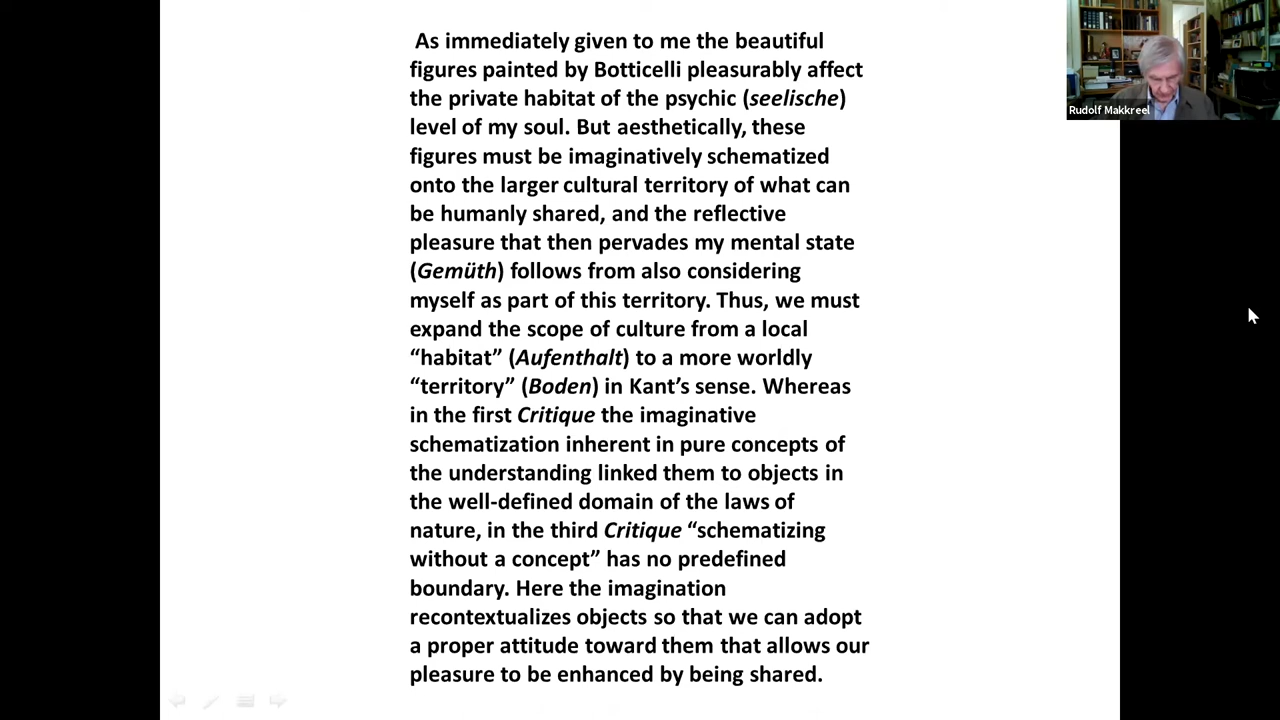 As immediately given to me the beautiful
figures painted by Botticelli pleasurably affect
the private habitat of the psychic (seelische)
level of my soul. But aesthetically, these
figures must be imaginatively schematized
onto the larger cultural territory of what can
be humanly shared, and the reflective
pleasure that then pervades my mental state
(Gemüth) follows from also considering
myself as part of this territory. Thus, we must
expand the scope of culture from a local
“habitat” (Aufenthalt) to a more worldly
“territory” (Boden) in Kant’s sense. Whereas
in the first Critique the imaginative
schematization inherent in pure concepts of
the understanding linked them to objects in
the well-defined domain of the laws of
nature, in the third Critique “schematizing
without a concept” has no predefined
boundary. Here the imagination
recontextualizes objects so that we can adopt
a proper attitude toward them that allows our
pleasure to be enhanced by being shared.
Rudolf Makkreel